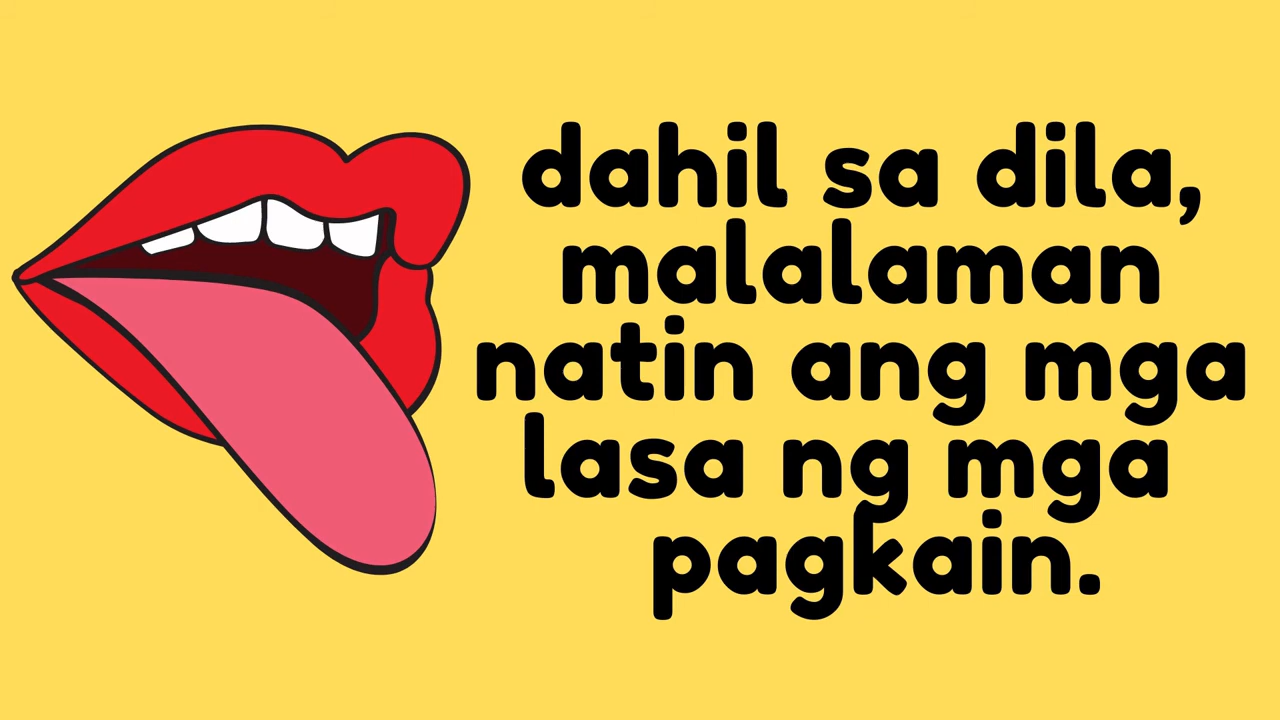 dahil sa dila,
malalaman
natin ang mga
lasa ng mga
pagkain.